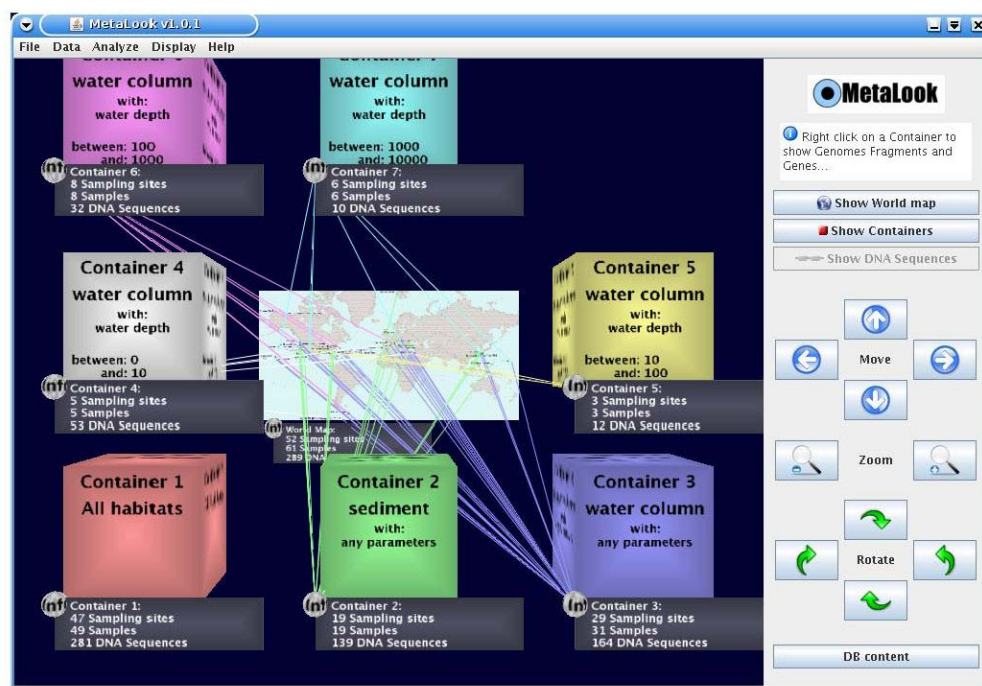 MetaLook v1.0.1
File Data Analyze Display Help
water column
with:
water depth
between: 100
and: 1000
Container 6:
8 Sampling sites
8 Samples
32 DNA Sequences
water column
with:
water depth
between: 1000
and: 10000
Container 7:
6 Sampling sites
6 Samples
10 DNA Sequences
Container 4
water column
with:
water depth
between: 0
and: 10
Container 4:
5 Sampling sites
5 Samples
53 DNA Sequences
World Map:
52 Sampling sites
61 Samples
289 DNA
Container 5
water column
with:
water depth
between: 10
and: 100
Container 5:
3 Sampling sites
3 Samples
12 DNA Sequences
Container 1
All habitats
Container 1:
47 Sampling sites
49 Samples
281 DNA Sequences
Container 2
sediment
with:
any parameters
Container 2:
19 Sampling sites
19 Samples
139 DNA Sequences
Container 3
water column
with:
any parameters
Container 3:
29 Sampling sites
31 Samples
164 DNA Sequences
MetaLook
Right click on a Container to
show Genomes Fragments and
Genes...
Show World map
Show Containers
Show DNA Sequences
Move
Zoom
Rotate
DB content